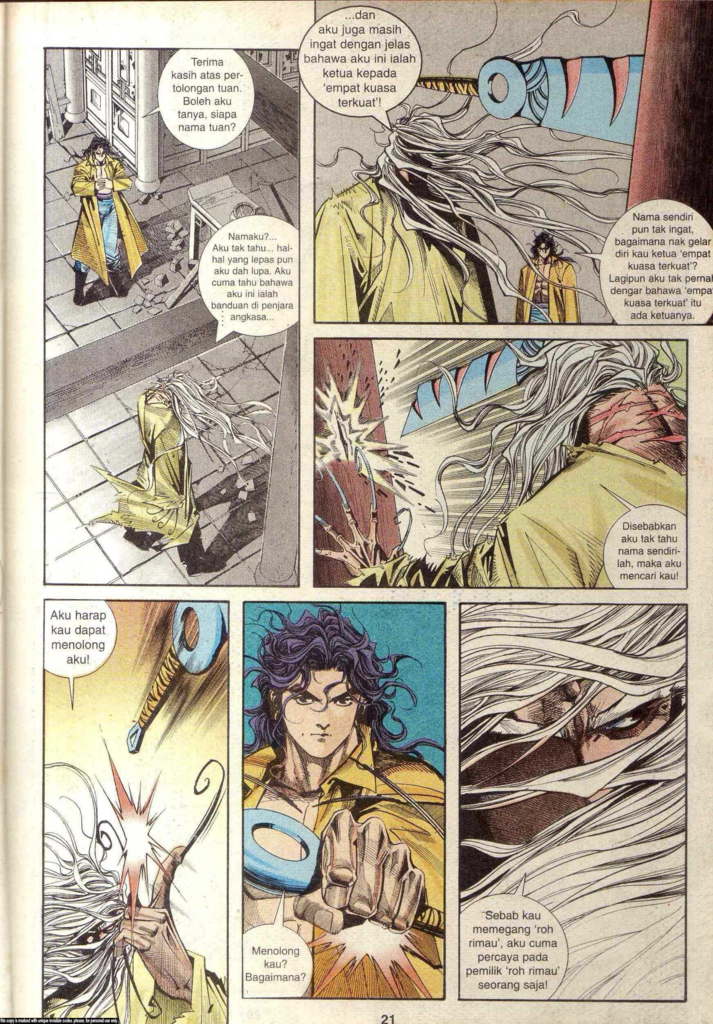 Terima
kasih atas per-
tolongan tuan.
Boleh aku
tanya, siapa
nama tuan?
Namaku?...
Aku tak tahu... hal-
hal yang lepas pun
aku dah lupa. Aku
cuma tahu bahawa
aku ini ialah
banduan di penjara
angkasa...
...dan
aku juga masih
ingat dengan jelas
bahawa aku ini ialah
ketua kepada
'empat kuasa
terkuat'!
Nama sendiri
pun tak ingat,
bagaimana nak gelar
diri kau ketua 'empat
kuasa terkuat'?
Lagipun aku tak pernah
dengar bahawa 'empat
kuasa terkuat' itu
ada ketuanya.
Disebabkan
aku tak tahu
nama sendiri-
lah, maka aku
mencari kau!
Aku harap
kau dapat
menolong
aku!
Menolong
kau?
Bagaimana?
Sebab kau
memegang 'roh
rimau', aku cuma
percaya pada
pemilik 'roh rimau'
seorang saja!
21